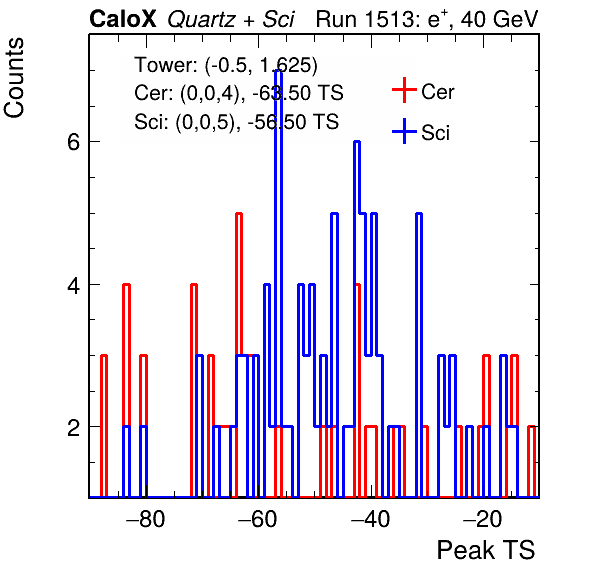 CaloX Quartz + Sci Run 1513: e⁺, 40 GeV
Counts
Tower: (-0.5, 1.625)
Cer: (0,0,4), -63.50 TS
Sci: (0,0,5), -56.50 TS
Cer
Sci
6
4
2
−80 −60 −40 −20
Peak TS